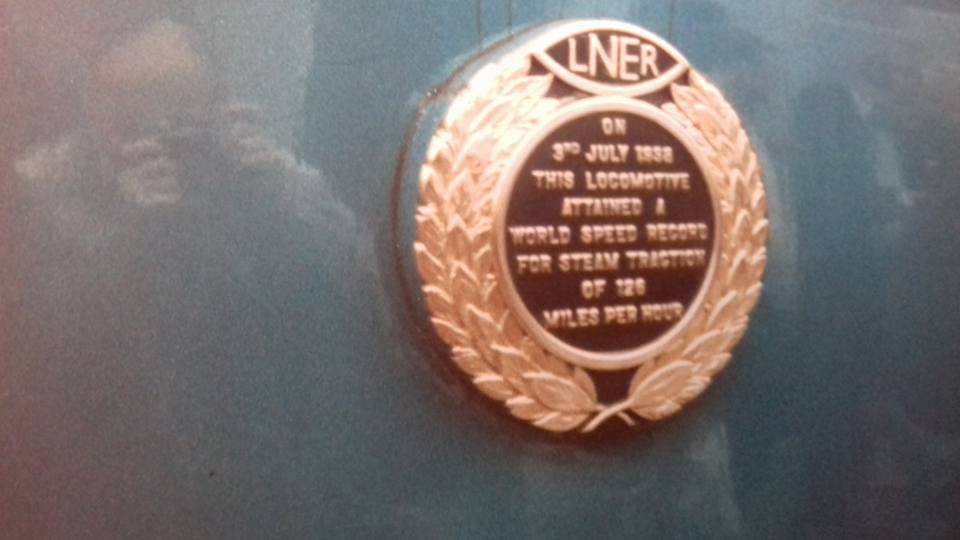 LNER
ON
3RD JULY 1938
THIS LOCOMOTIVE
ATTAINED A
WORLD SPEED RECORD
FOR STEAM TRACTION
OF 126
MILES PER HOUR